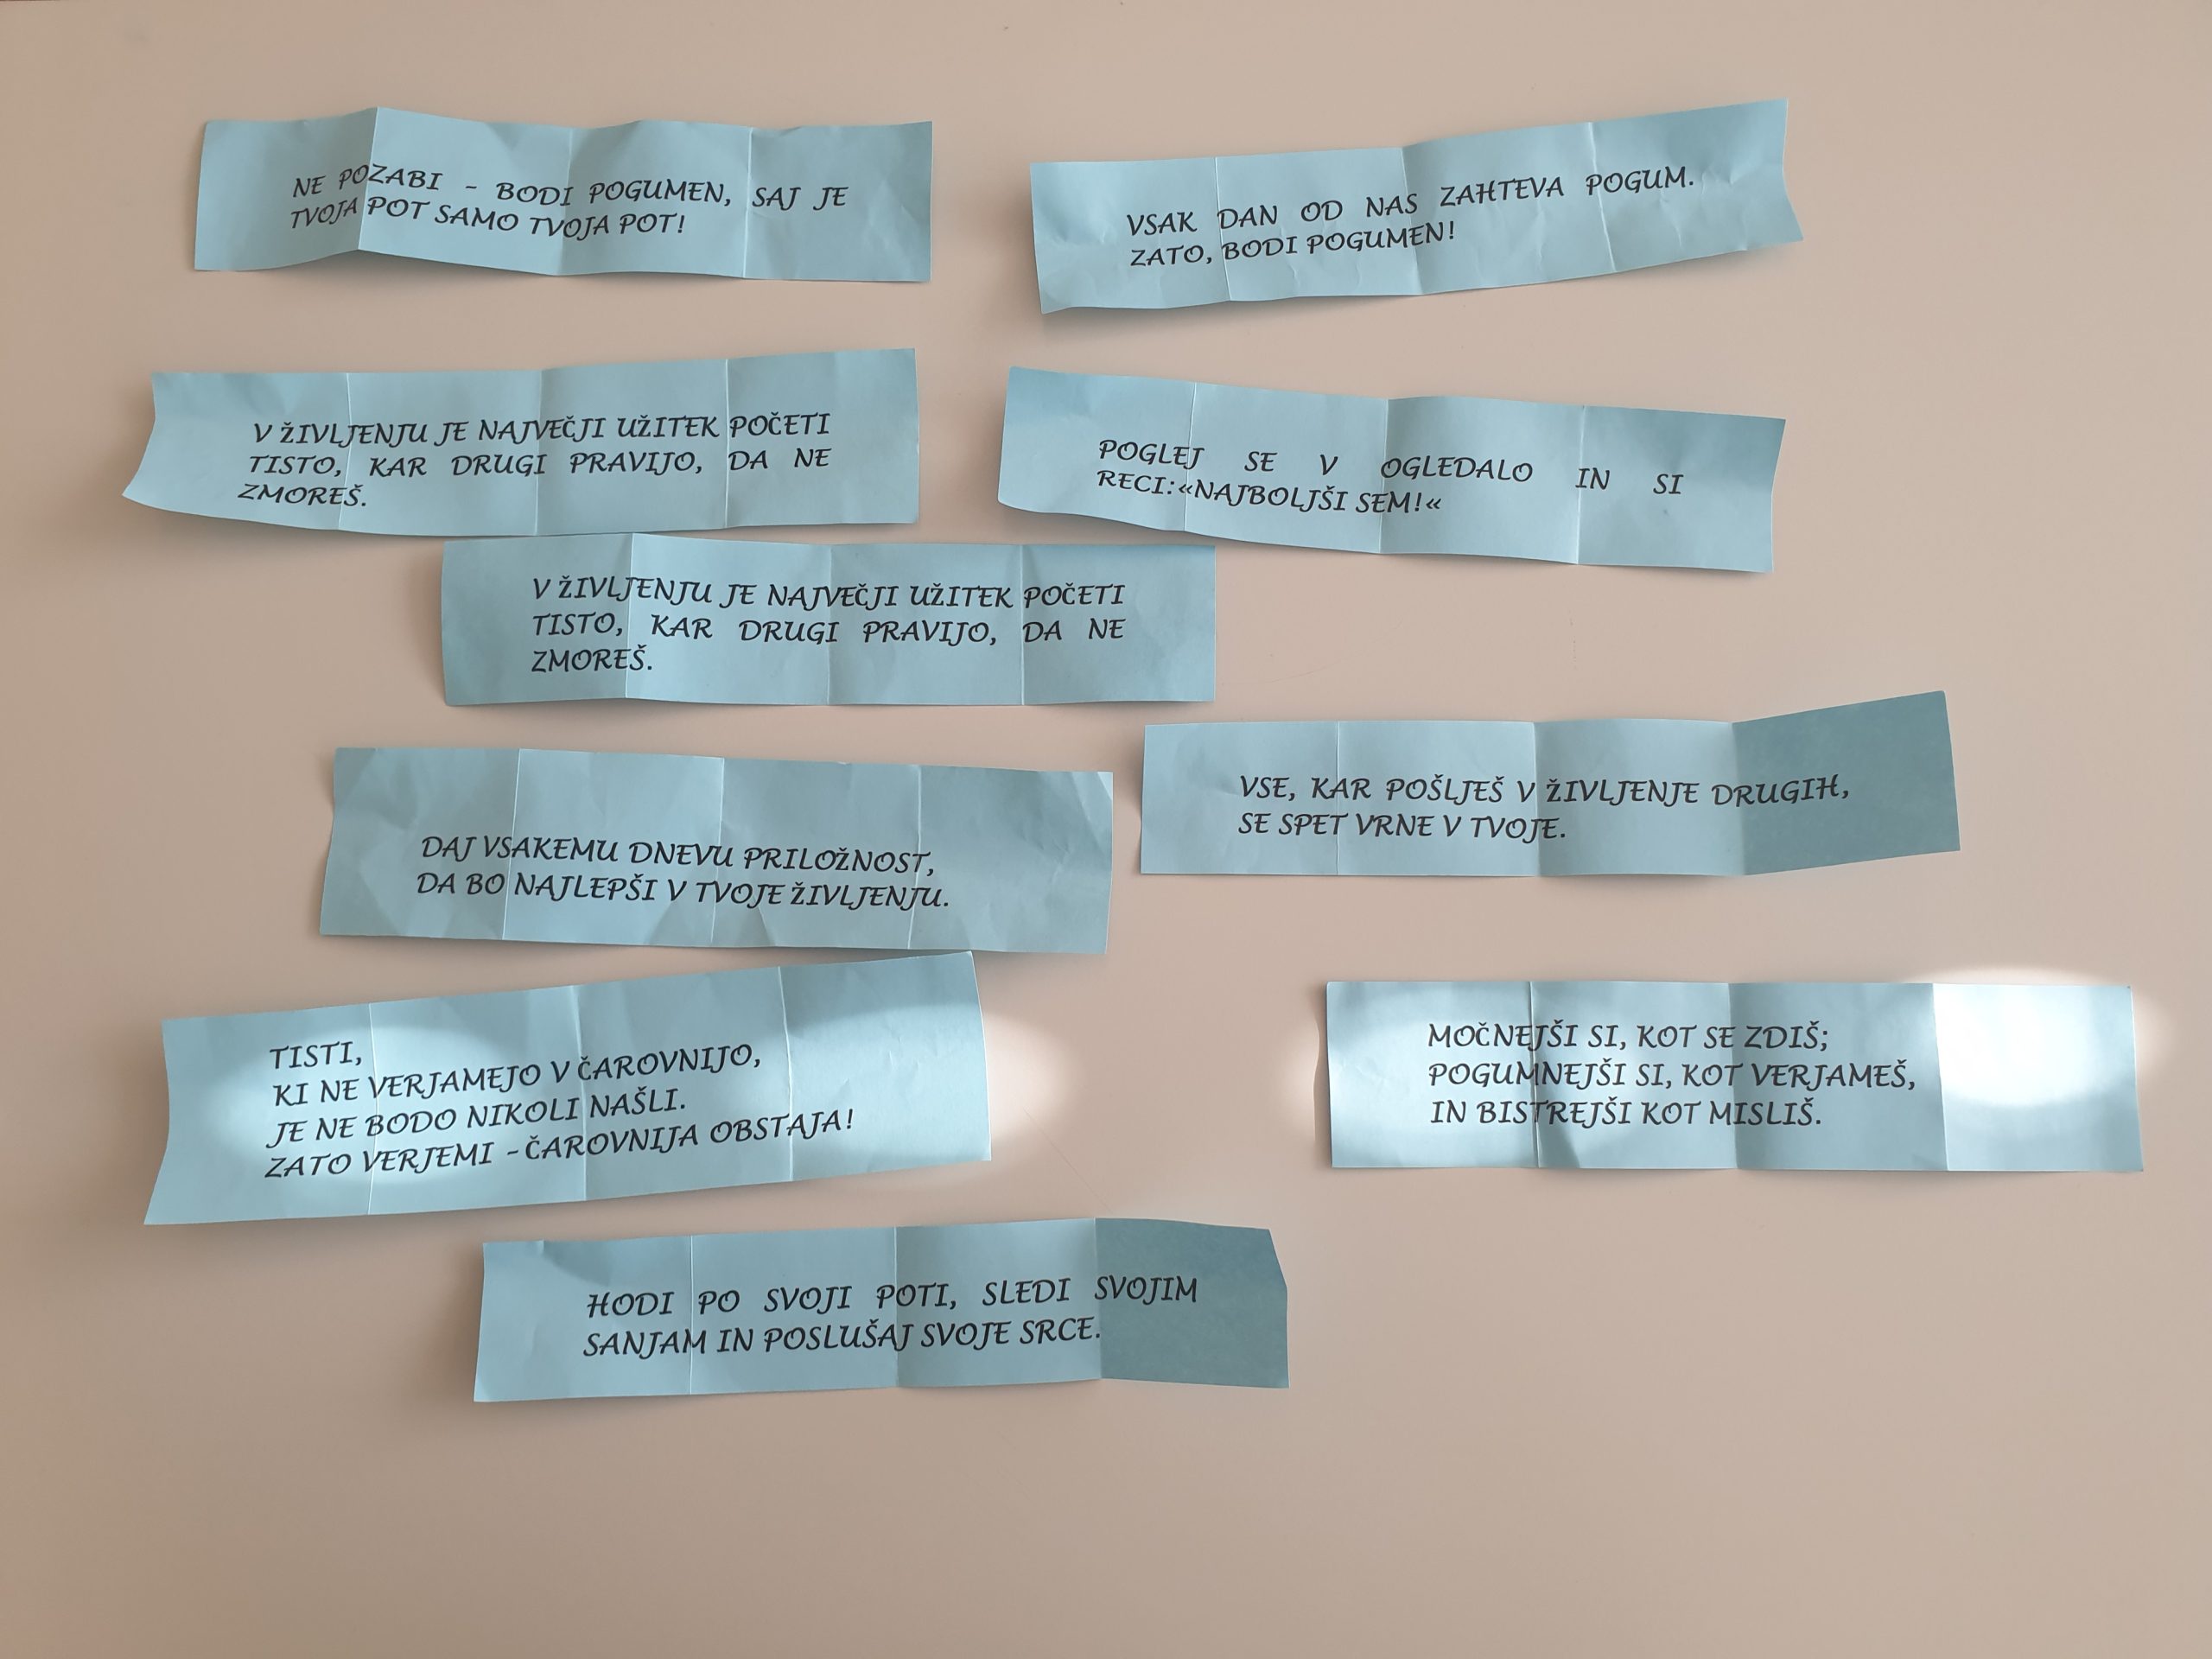 NE POZABI - BODI POGUMEN, SAJ JE
TVOJA POT SAMO TVOJA POT!
VSAK DAN OD NAS ZAHTEVA POGUM.
ZATO, BODI POGUMEN!
V ŽIVLJENJU JE NAJVEČJI UŽITEK POČETI
TISTO, KAR DRUGI PRAVIJO, DA NE
ZMOREŠ.
POGLEJ SE V OGLEDALO IN SI
RECI:«NAJBOLJŠI SEM!«
V ŽIVLJENJU JE NAJVEČJI UŽITEK POČETI
TISTO, KAR DRUGI PRAVIJO, DA NE
ZMOREŠ.
VSE, KAR POŠLJEŠ V ŽIVLJENJE DRUGIH,
SE SPET VRNE V TVOJE.
DAJ VSAKEMU DNEVU PRILOŽNOST,
DA BO NAJLEPŠI V TVOJE ŽIVLJENJU.
TISTI,
KI NE VERJAMEJO V ČAROVNIJO,
JE NE BODO NIKOLI NAŠLI.
ZATO VERJEMI - ČAROVNIJA OBSTAJA!
MOČNEJŠI SI, KOT SE ZDIŠ;
POGUMNEJŠI SI, KOT VERJAMEŠ,
IN BISTREJŠI KOT MISLIŠ.
HODI PO SVOJI POTI, SLEDI SVOJIM
SANJAM IN POSLUŠAJ SVOJE SRCE.